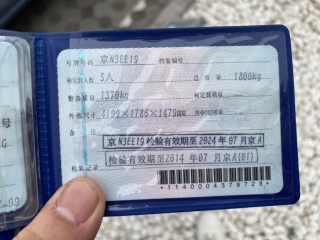 号牌号码 京N3EE19 档案编号
核定载人数 5人 总质量 1800kg
整备质量 1370kg 核定载质量
外廓尺寸 4199×1786×1479mm 准牵引总质量
备注
京N3EE19 检验有效期至2024年07月京A
检验有效期至2014年07月京A(01)
检验记录
*1140004379728*